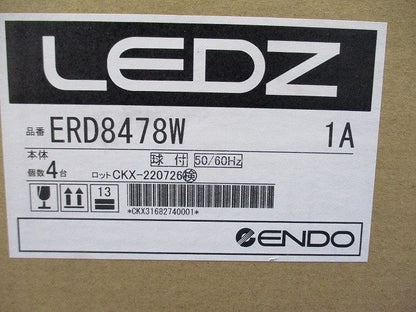 LEDZ
品番 ERD8478W 1A
本体 球付 50/60Hz
個数 4台 ロット CKX-220726 検
13
*CKX31682740001*
ENDO